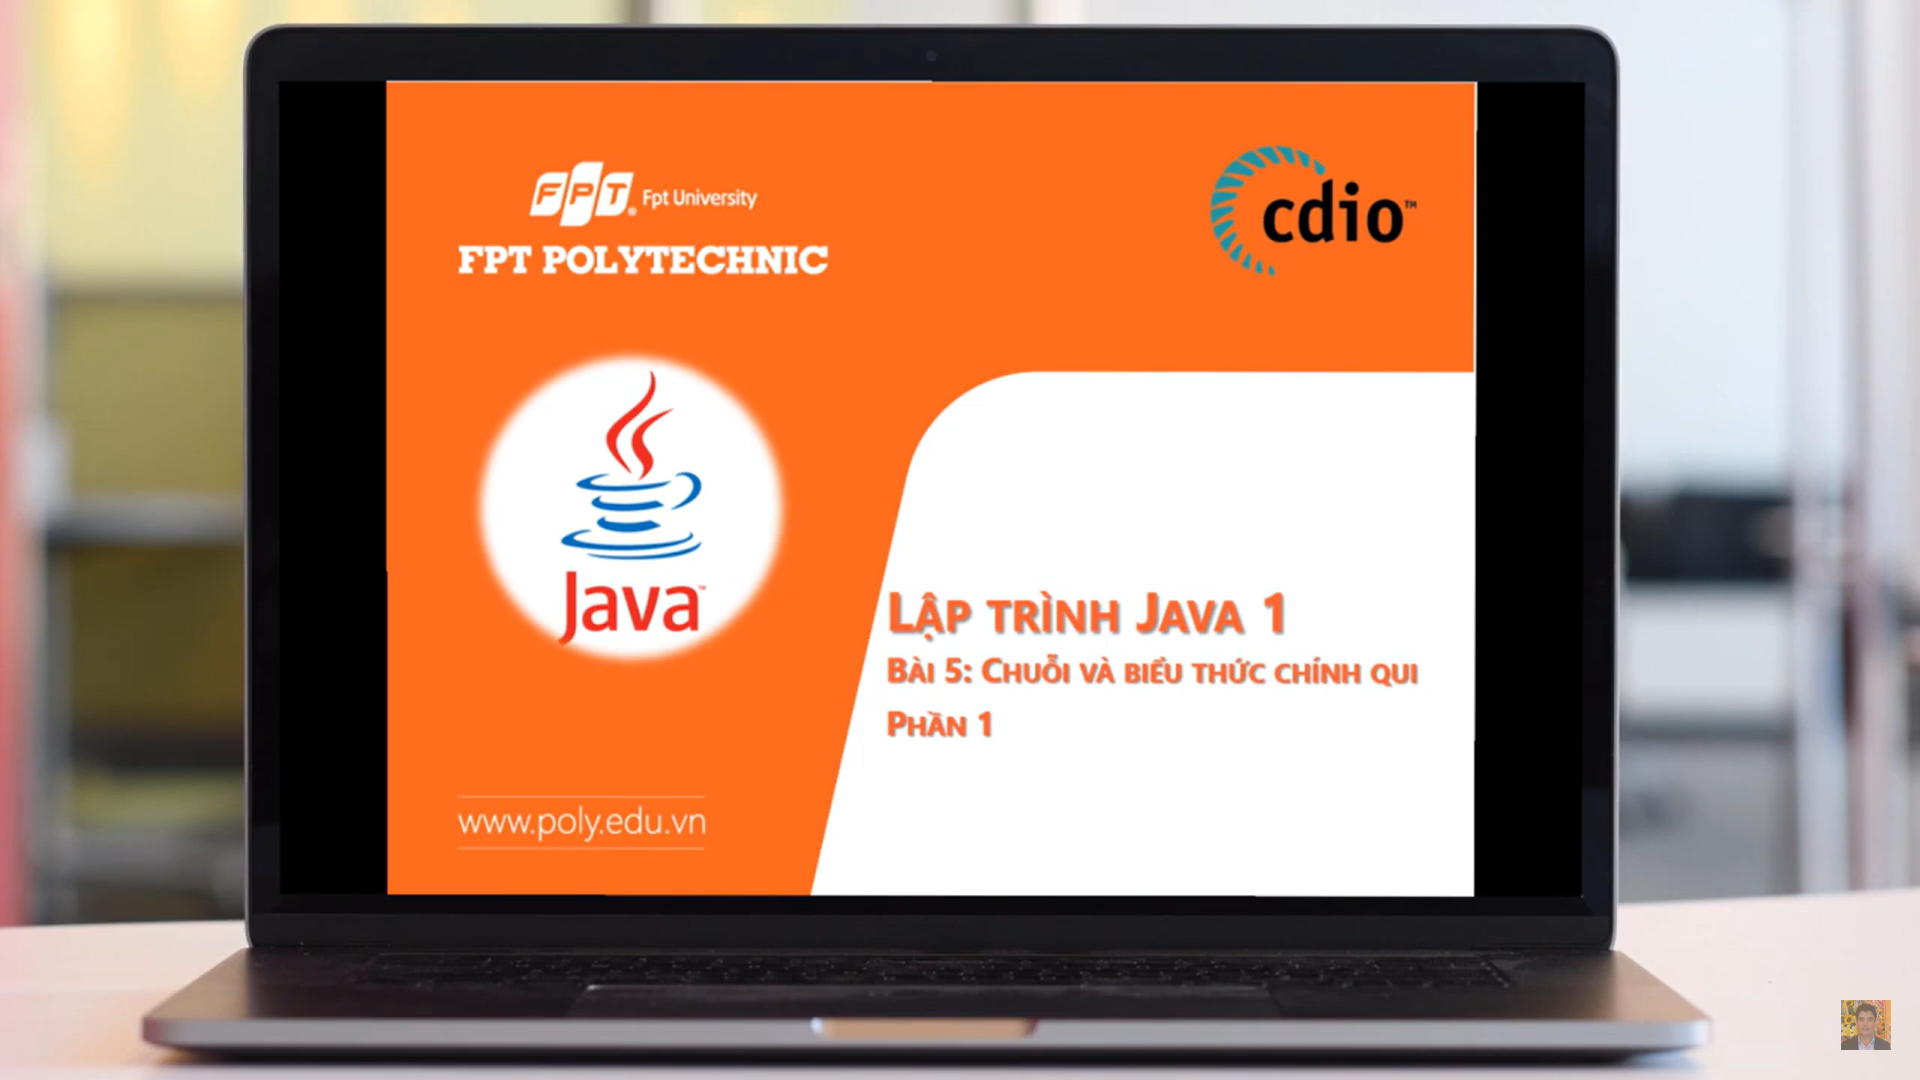 FPT Fpt University
FPT POLYTECHNIC
cdio™
Java™
LẬP TRÌNH JAVA 1
BÀI 5: CHUỖI VÀ BIỂU THỨC CHÍNH QUI
PHẦN 1
www.poly.edu.vn